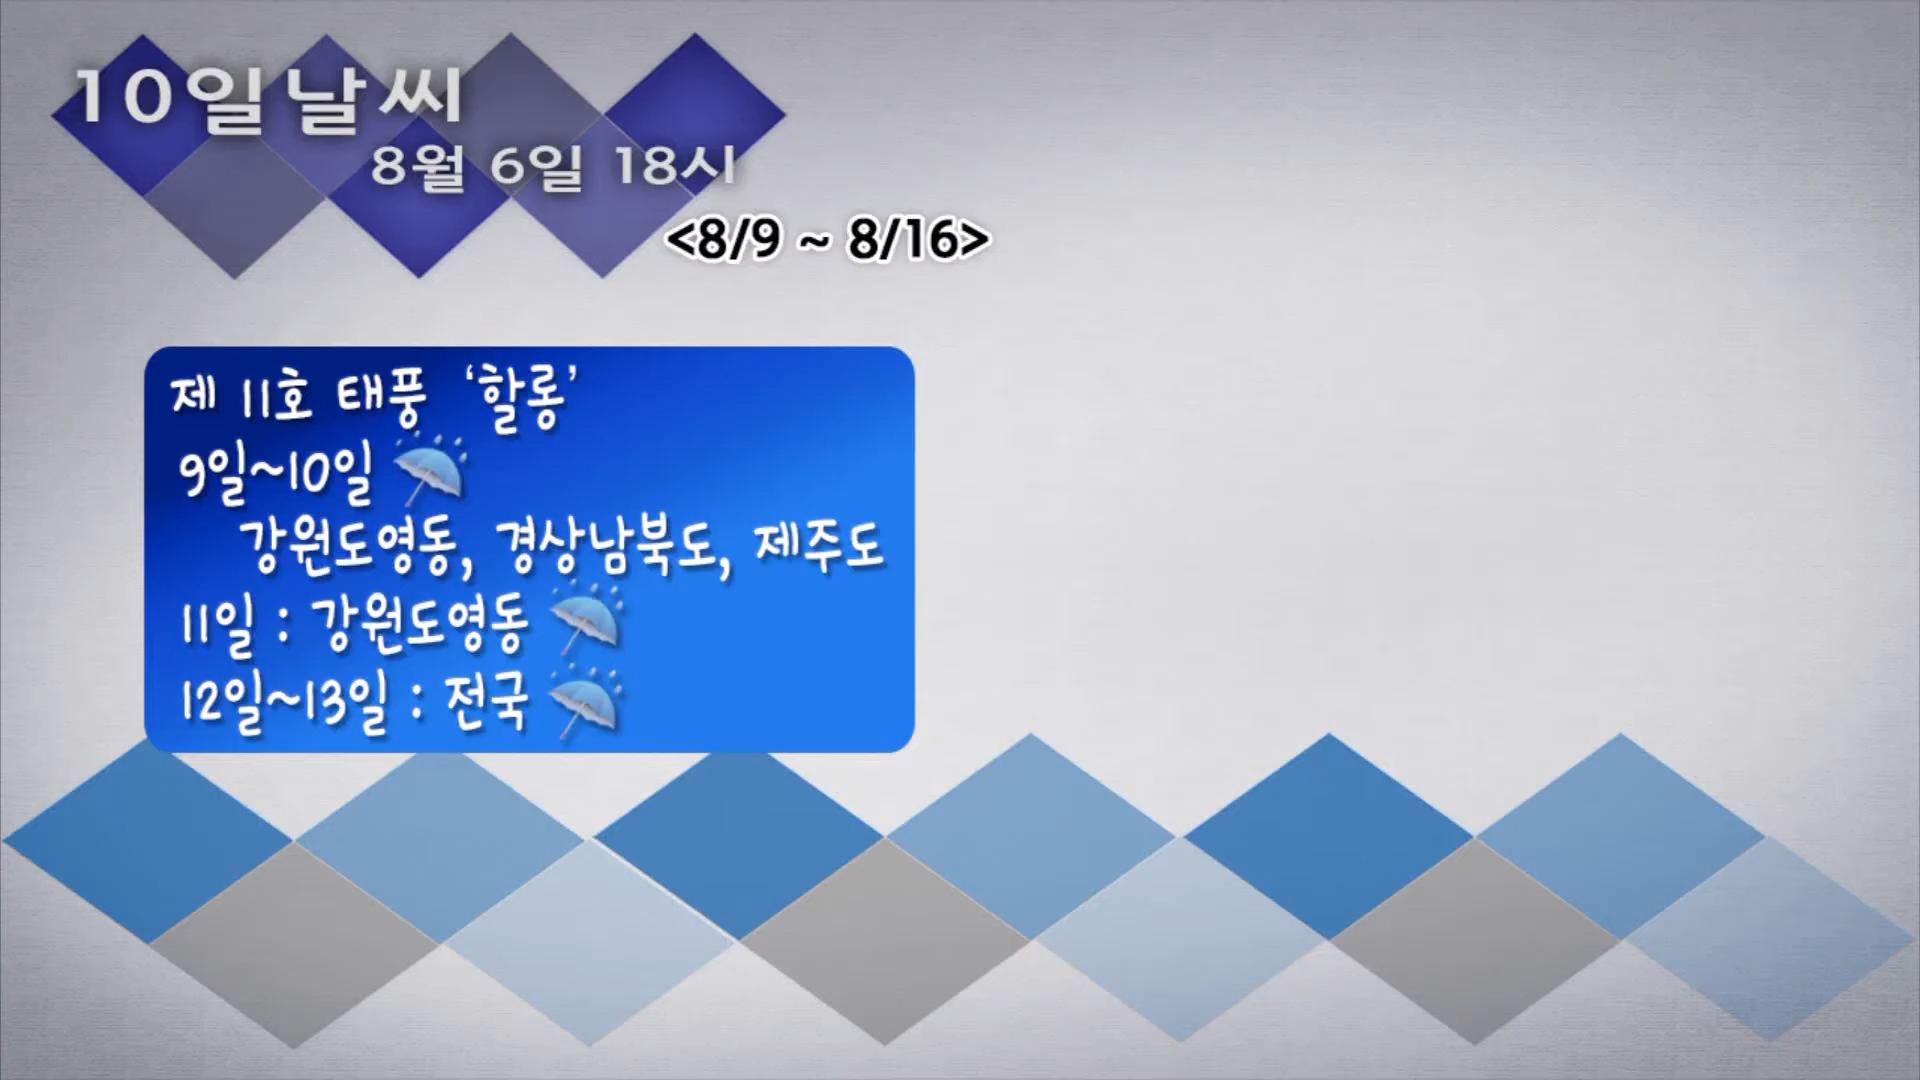 10일날씨
8월 6일 18시
<8/9 ~ 8/16>
제 11호 태풍 ‘할롱’
9일~10일
강원도영동, 경상남북도, 제주도
11일 : 강원도영동
12일~13일 : 전국